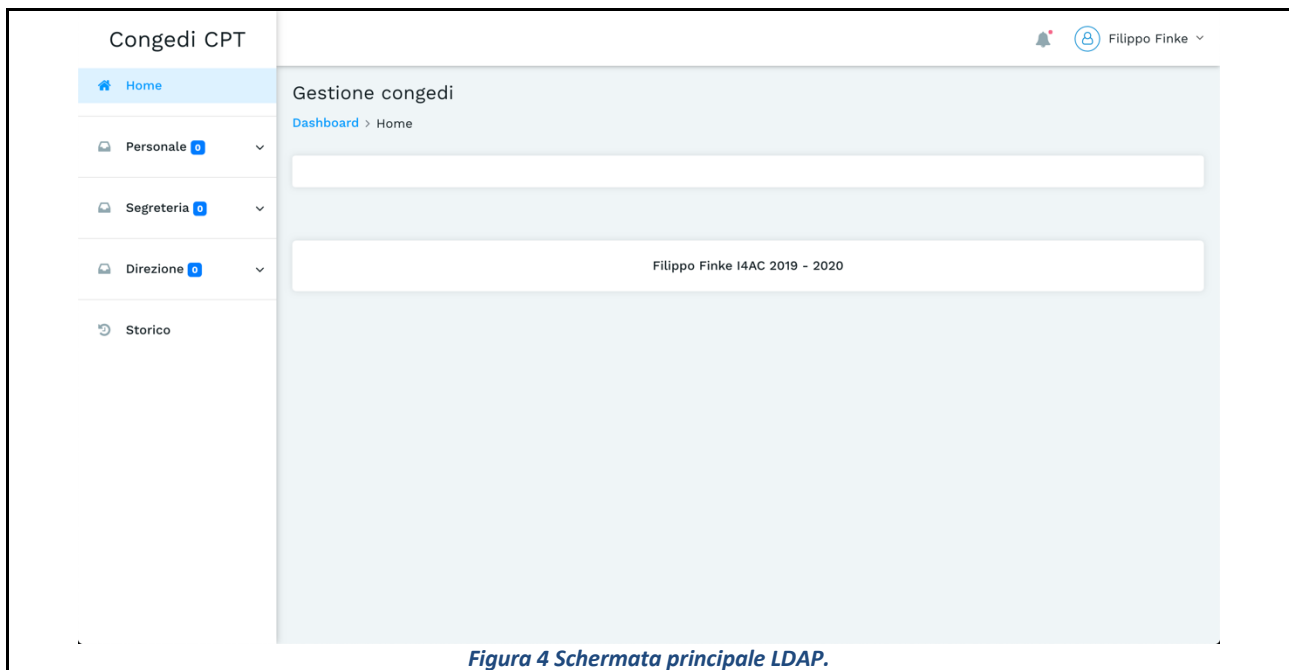 Congedi CPT
Filippo Finke
Home
Gestione congedi
Dashboard > Home
Personale 0
Segreteria 0
Direzione 0
Filippo Finke I4AC 2019 - 2020
Storico
Figura 4 Schermata principale LDAP.